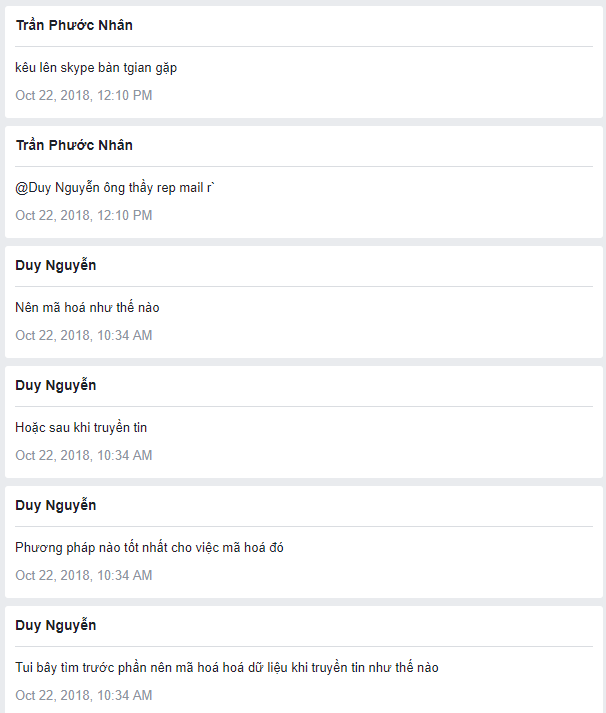 Trần Phước Nhân
kêu lên skype bàn tgian gặp
Oct 22, 2018, 12:10 PM
Trần Phước Nhân
@Duy Nguyễn ông thầy rep mail r`
Oct 22, 2018, 12:10 PM
Duy Nguyễn
Nên mã hoá như thế nào
Oct 22, 2018, 10:34 AM
Duy Nguyễn
Hoặc sau khi truyền tin
Oct 22, 2018, 10:34 AM
Duy Nguyễn
Phương pháp nào tốt nhất cho việc mã hoá đó
Oct 22, 2018, 10:34 AM
Duy Nguyễn
Tui bây tìm trước phần nên mã hoá hoá dữ liệu khi truyền tin như thế nào
Oct 22, 2018, 10:34 AM